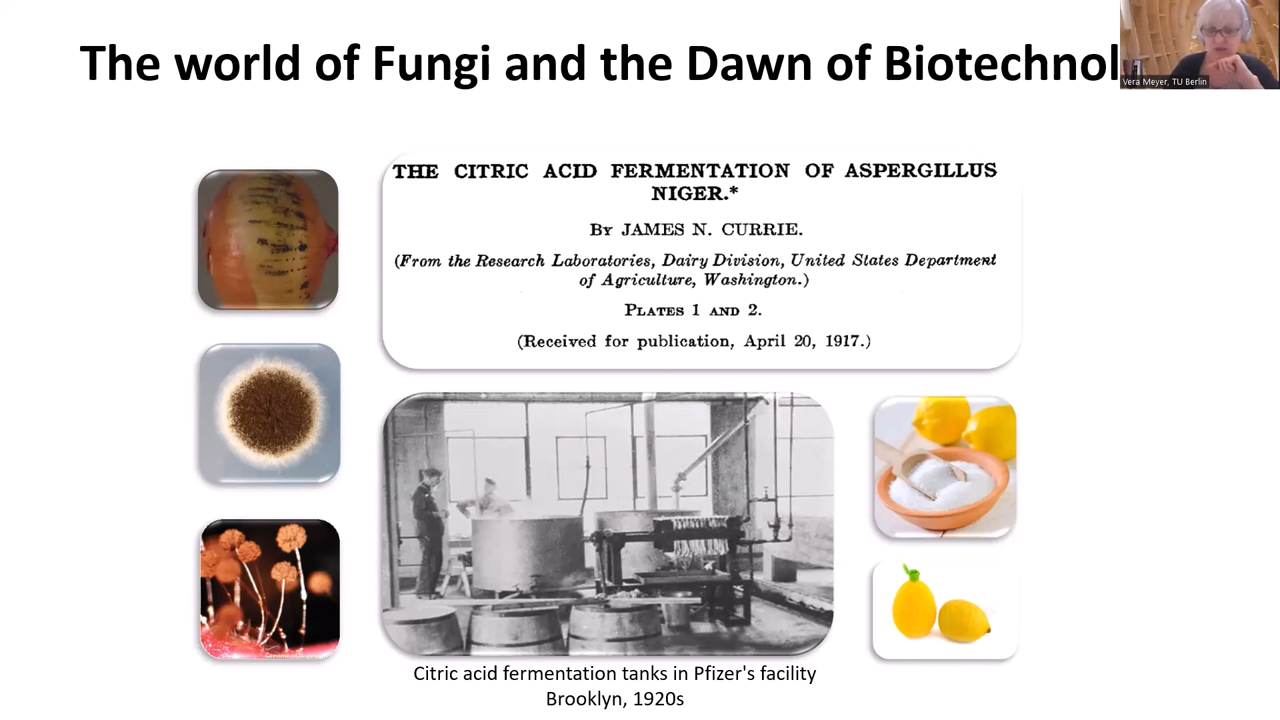 The world of Fungi and the Dawn of Biotechnol
Vera Meyer, TU Berlin
THE CITRIC ACID FERMENTATION OF ASPERGILLUS
NIGER.*
By JAMES N. CURRIE.
(From the Research Laboratories, Dairy Division, United States Department
of Agriculture, Washington.)
PLATES 1 AND 2.
(Received for publication, April 20, 1917.)
Citric acid fermentation tanks in Pfizer's facility
Brooklyn, 1920s